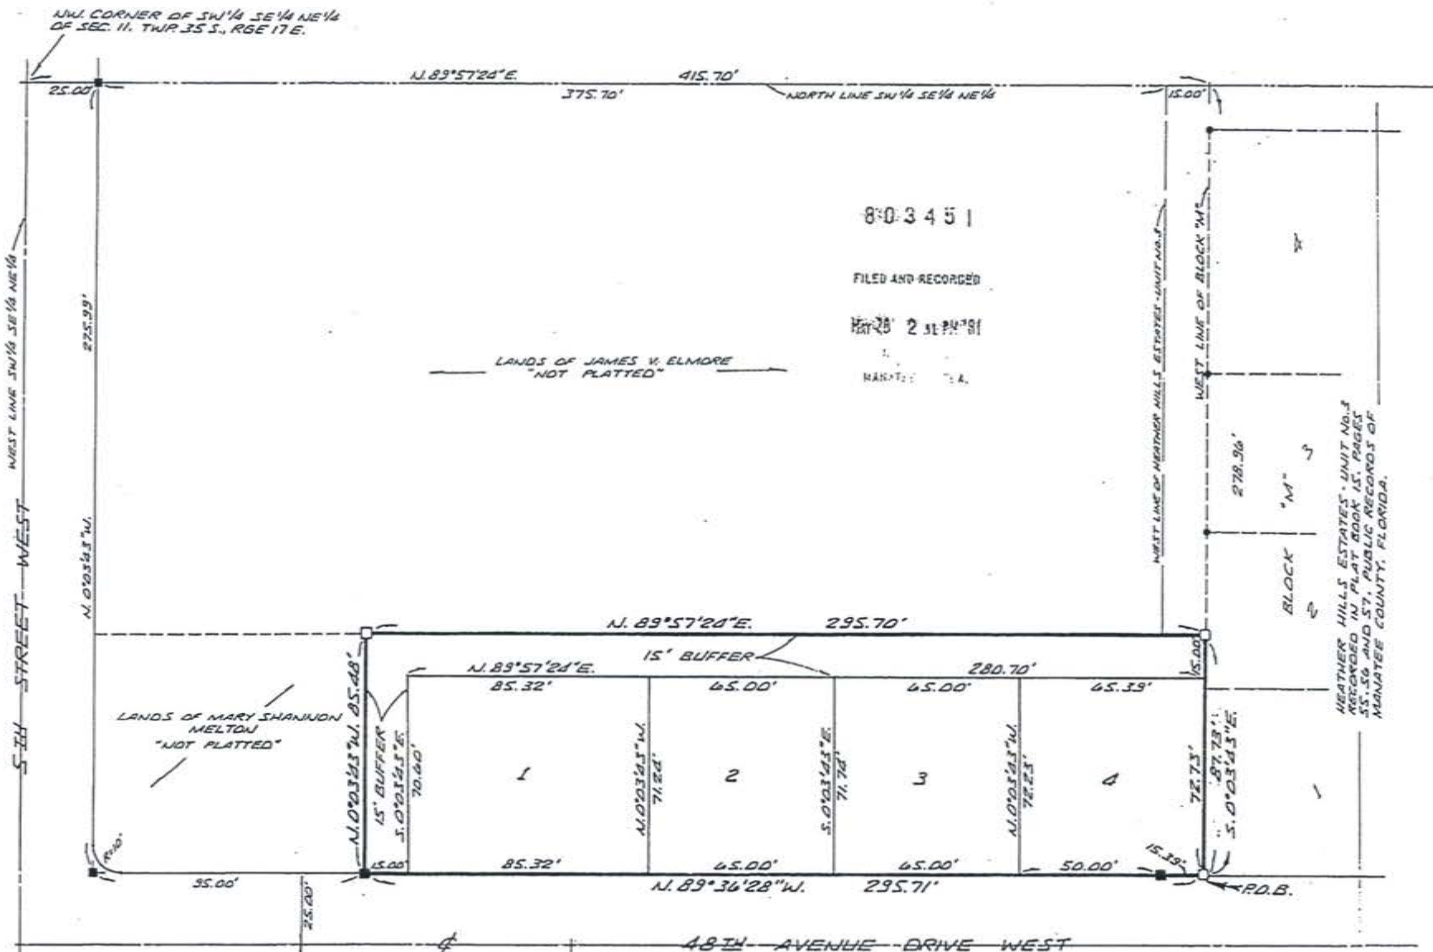 NW. CORNER OF SW 1/4 SE 1/4 NE 1/4
OF SEC. 11, TWP. 35 S., RGE 17 E.
25.00'
N. 89°57'24"E.
415.70'
375.70'
NORTH LINE SW 1/4 SE 1/4 NE 1/4
15.00'
WEST LINE SW 1/4 SE 1/4 NE 1/4
5TH STREET WEST
275.99'
N. 0°03'43"W.
803451
FILED AND RECORDED
LANDS OF JAMES V. ELMORE
"NOT PLATTED"
WEST LINE OF HEATHER HILLS ESTATES - UNIT NO. 3
WEST LINE OF BLOCK "M"
278.96'
4
3
2
1
BLOCK "M"
HEATHER HILLS ESTATES - UNIT NO. 3
RECORDED IN PLAT BOOK 15, PAGES
55, 56 AND 57, PUBLIC RECORDS OF
MANATEE COUNTY, FLORIDA.
N. 89°57'24"E. 295.70'
15' BUFFER
15.00'
N. 89°57'24"E. 280.70'
85.32' 65.00' 65.00' 65.39'
LANDS OF MARY SHANNON
MELTON
"NOT PLATTED"
N. 0°03'43"W. 85.48'
15' BUFFER
S. 0°03'43"E.
70.60'
1
N. 0°03'43"W.
71.24'
2
S. 0°03'43"E.
71.74'
3
N. 0°03'43"W.
72.23'
4
72.73'
87.73'
S. 0°03'43"E.
R=10'
95.00'
25.00'
15.00'
85.32' 65.00' 65.00' 50.00' 15.39'
N. 89°36'28"W. 295.71'
P.O.B.
48TH AVENUE DRIVE WEST